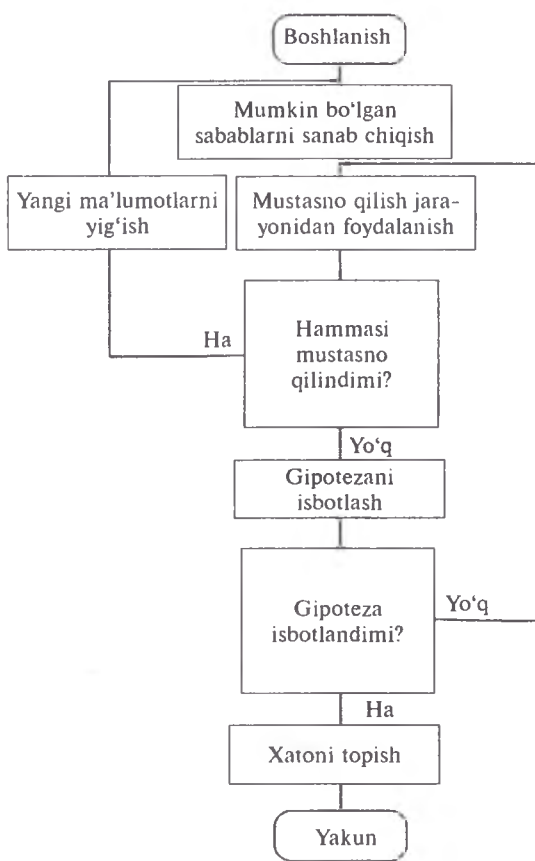 Boshlanish
Mumkin bo‘lgan
sabablarni sanab chiqish
Yangi ma’lumotlarni
yig‘ish
Mustasno qilish jara-
yonidan foydalanish
Ha
Hammasi
mustasno
qilindimi?
Yo‘q
Gipotezani
isbotlash
Gipoteza
isbotlandimi?
Yo‘q
Ha
Xatoni topish
Yakun